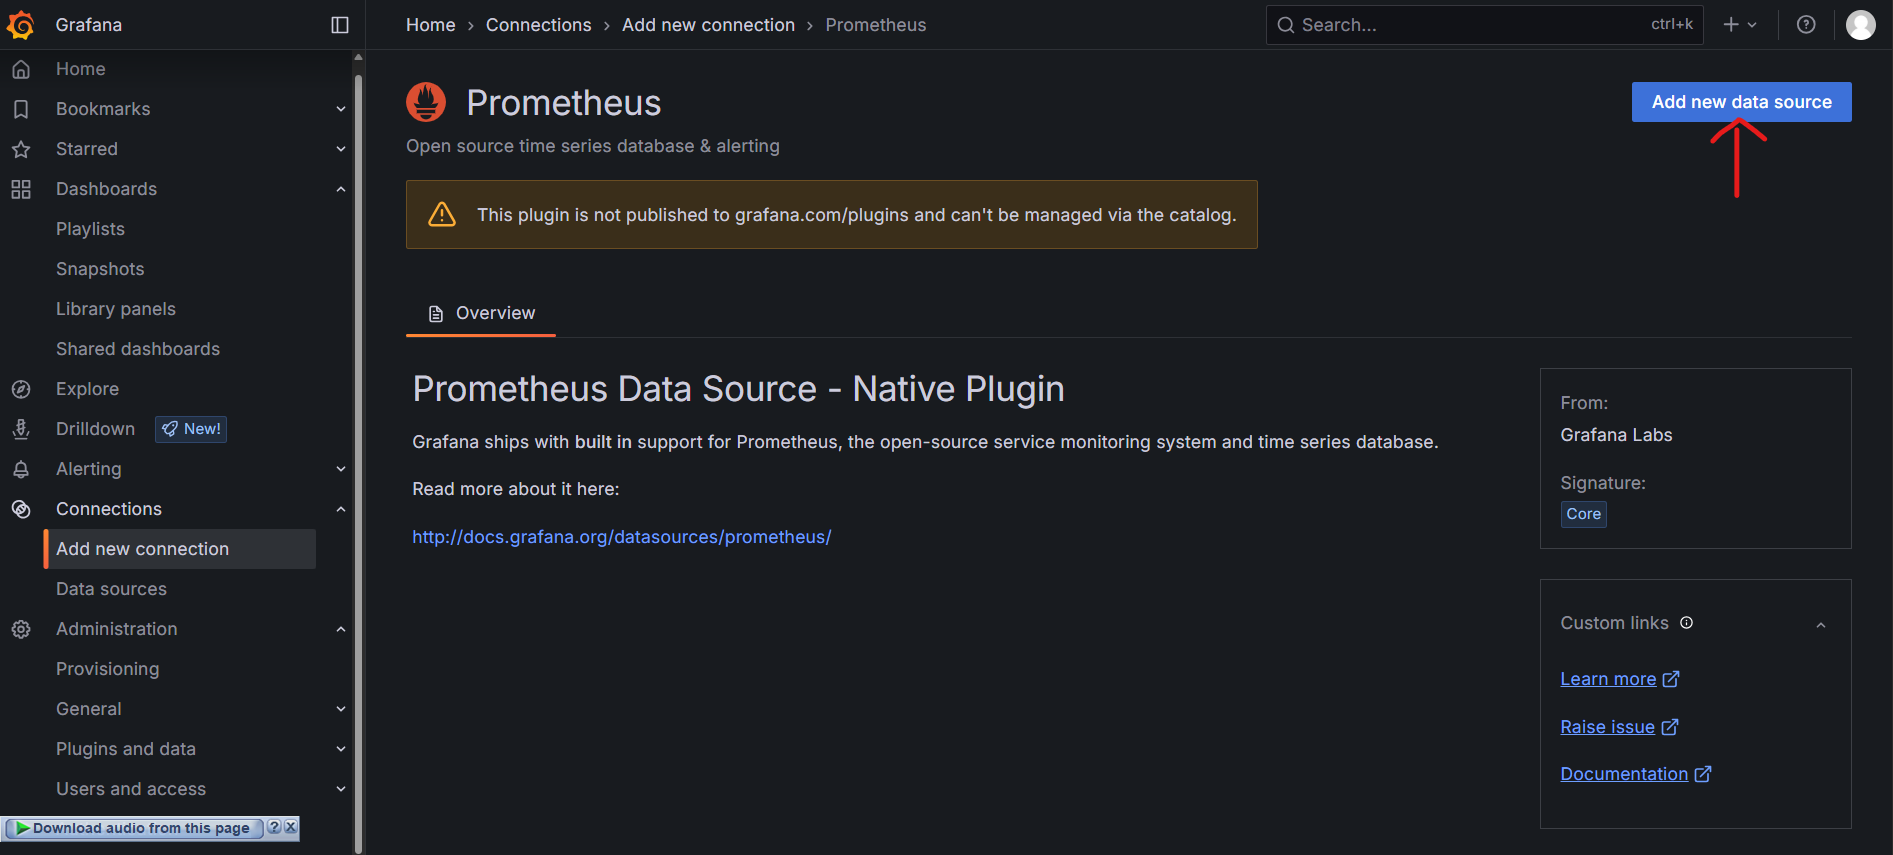 Grafana
Home › Connections › Add new connection › Prometheus
Search...
ctrl+k
Home
Bookmarks
Starred
Dashboards
Playlists
Snapshots
Library panels
Shared dashboards
Explore
Drilldown
New!
Alerting
Connections
Add new connection
Data sources
Administration
Provisioning
General
Plugins and data
Users and access
Download audio from this page ? X
Prometheus
Add new data source
Open source time series database & alerting
This plugin is not published to grafana.com/plugins and can't be managed via the catalog.
Overview
Prometheus Data Source - Native Plugin
Grafana ships with built in support for Prometheus, the open-source service monitoring system and time series database.
Read more about it here:
http://docs.grafana.org/datasources/prometheus/
From:
Grafana Labs
Signature:
Core
Custom links
Learn more
Raise issue
Documentation